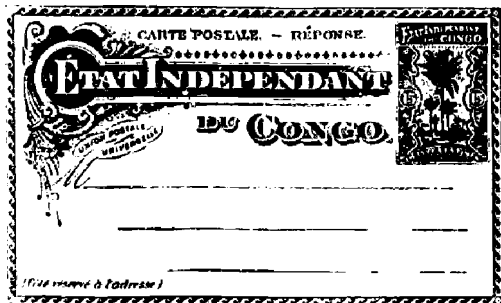 CARTE POSTALE. — RÉPONSE.
ÉTAT INDÉPENDANT
DU CONGO.
UNION POSTALE
UNIVERSELLE
ÉTAT INDÉPENDANT
DU CONGO
15 15
(Côté réservé à l'adresse)